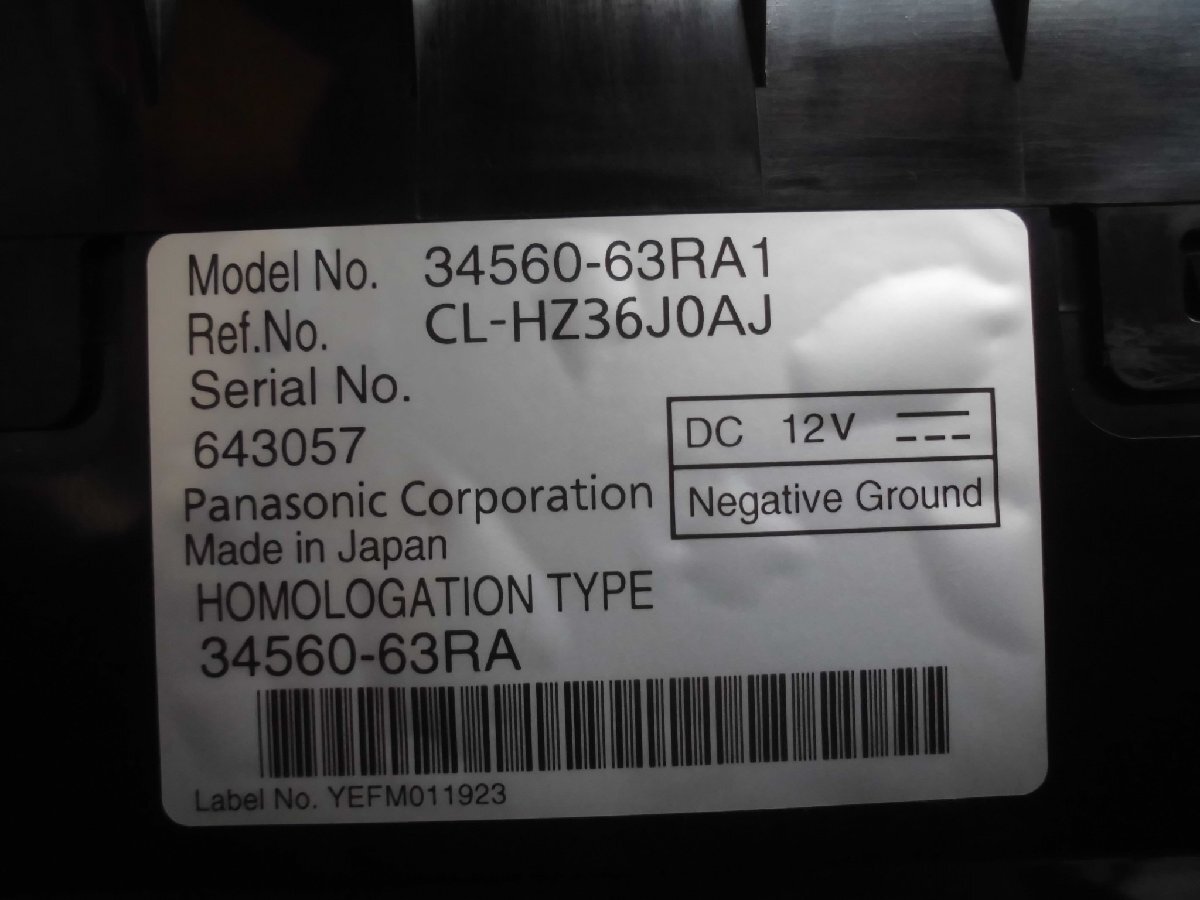 Model No. 34560-63RA1
Ref.No. CL-HZ36J0AJ
Serial No.
643057
DC 12V
Panasonic Corporation
Negative Ground
Made in Japan
HOMOLOGATION TYPE
34560-63RA
Label No. YEFM011923